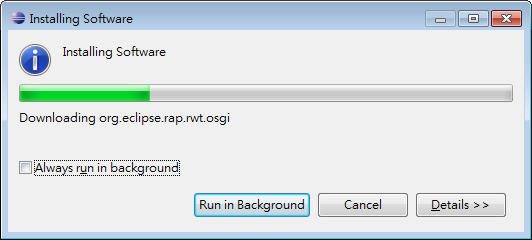 Installing Software
Installing Software
Downloading org.eclipse.rap.rwt.osgi
Always run in background
Run in Background
Cancel
Details >>